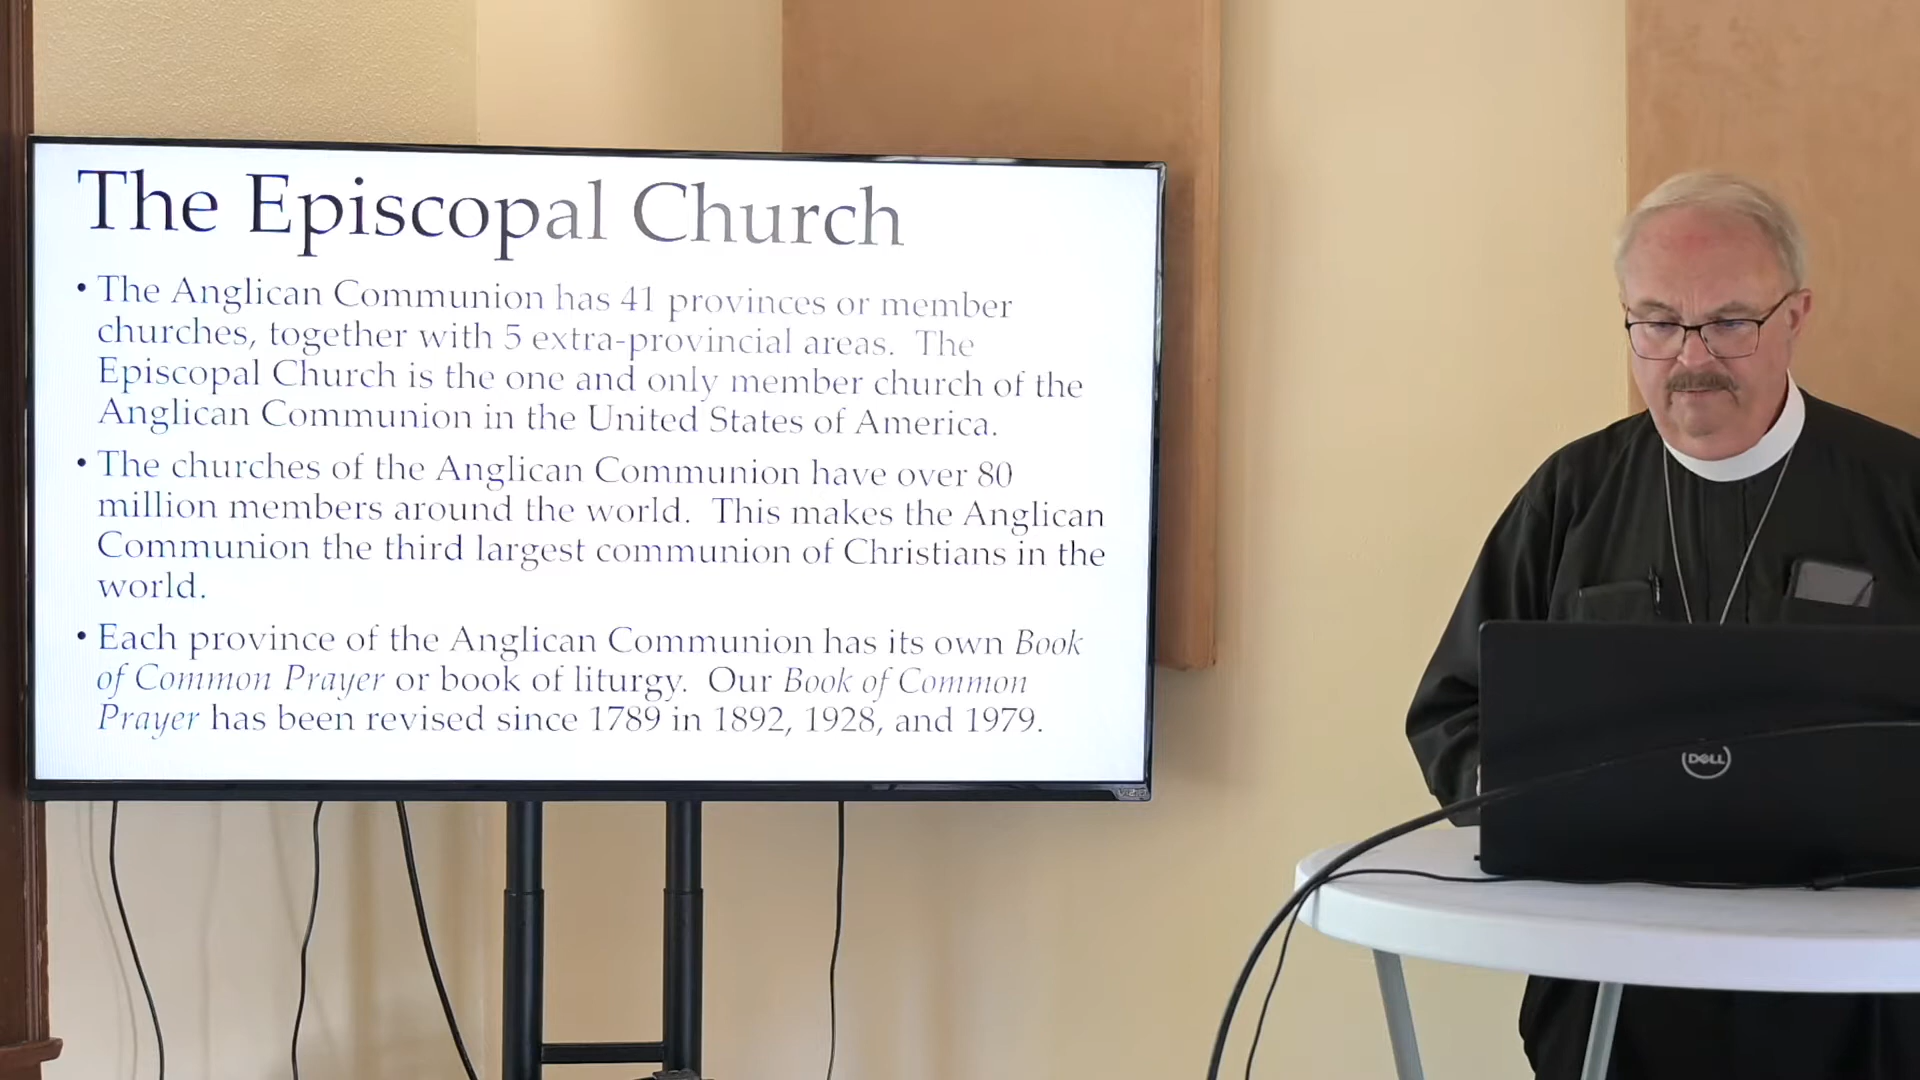 The Episcopal Church
• The Anglican Communion has 41 provinces or member
churches, together with 5 extra-provincial areas. The
Episcopal Church is the one and only member church of the
Anglican Communion in the United States of America.
• The churches of the Anglican Communion have over 80
million members around the world. This makes the Anglican
Communion the third largest communion of Christians in the
world.
• Each province of the Anglican Communion has its own Book
of Common Prayer or book of liturgy. Our Book of Common
Prayer has been revised since 1789 in 1892, 1928, and 1979.
VIZIO
DELL